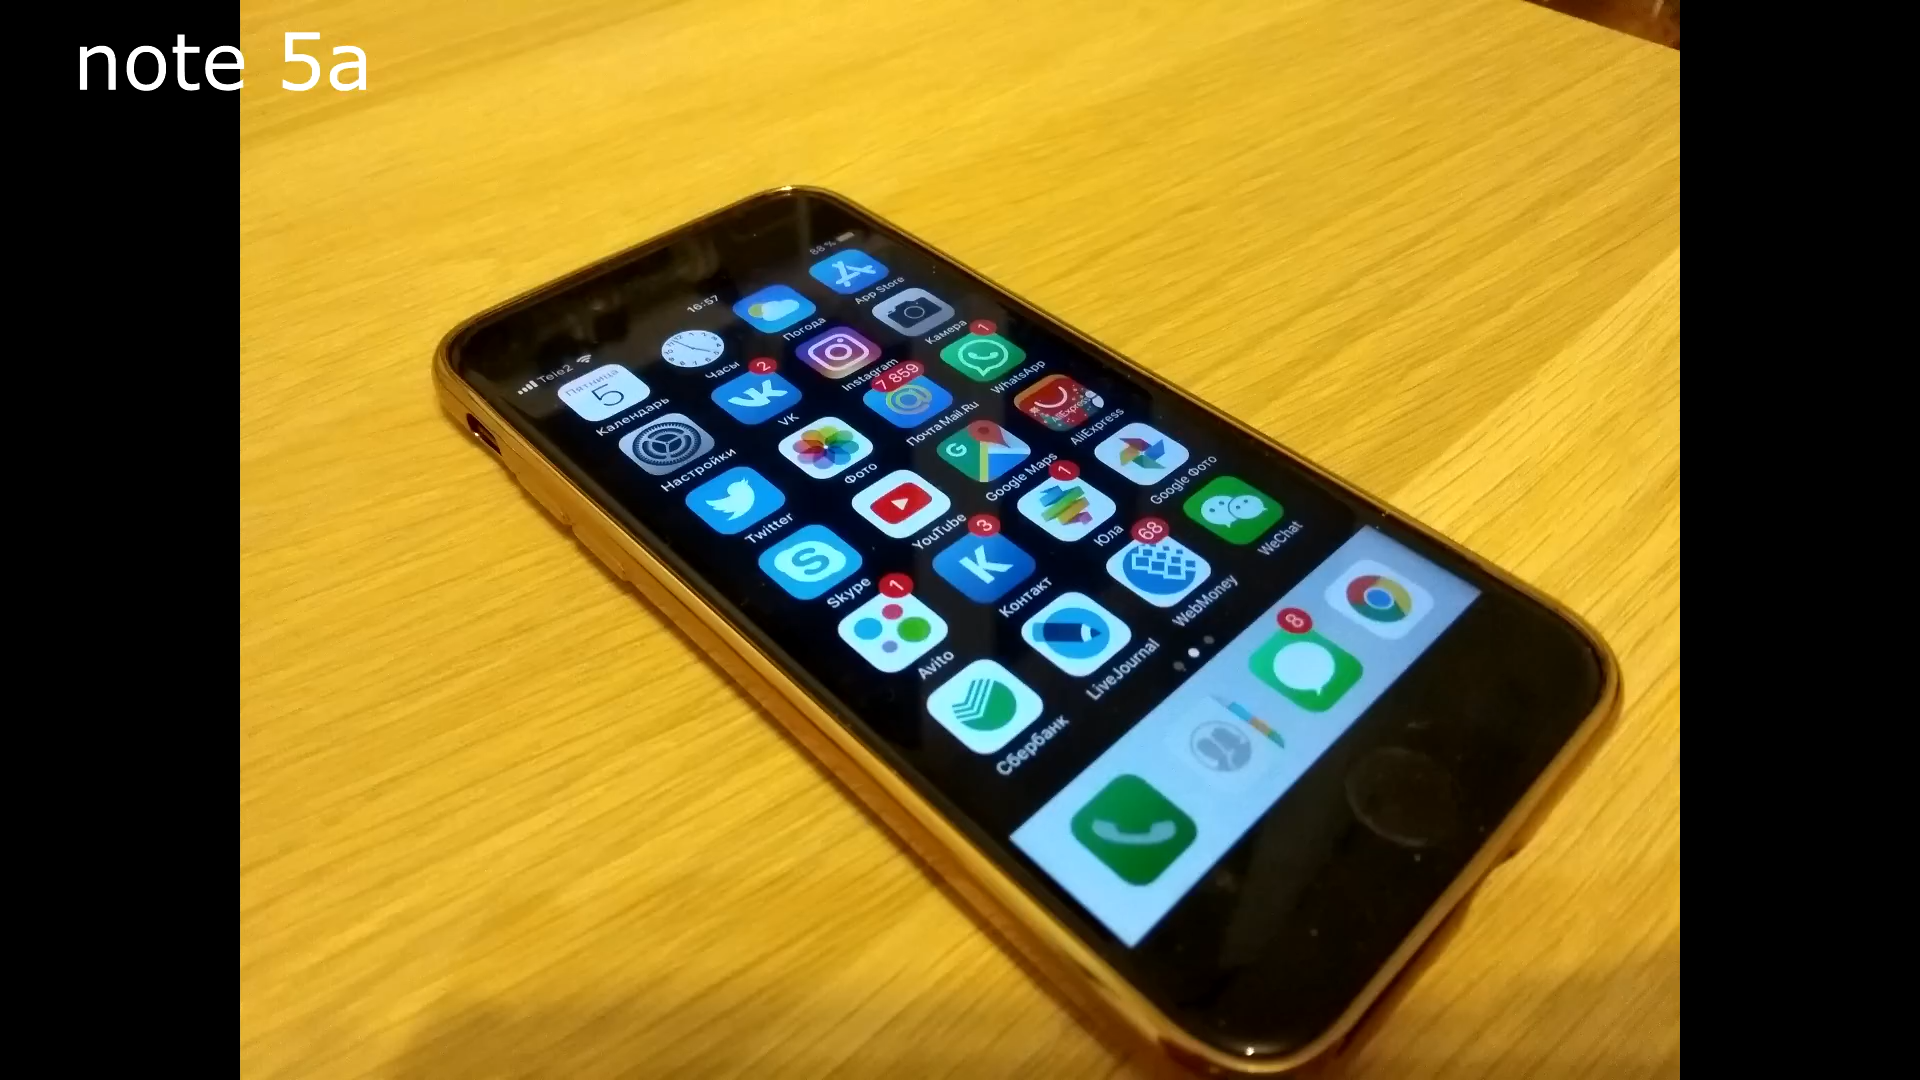 note 5a
Tele2 16:57 88 %
Пятница
5
Календарь Часы Погода App Store
2
Настройки VK Instagram Камера
7 859 1
Twitter Фото Почта Mail.Ru WhatsApp
G
AliExpress
Skype YouTube Google Maps AliExpress
1 3 1
K
Avito Контакт Юла Google Фото
68
Сбербанк LiveJournal WebMoney WeChat
8